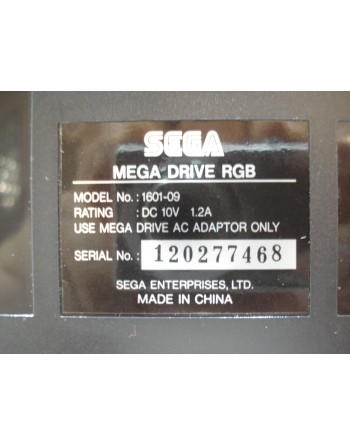 SEGA
MEGA DRIVE RGB
MODEL No. : 1601-09
RATING : DC 10V 1.2A
USE MEGA DRIVE AC ADAPTOR ONLY
SERIAL No. : 120277468
SEGA ENTERPRISES, LTD.
MADE IN CHINA